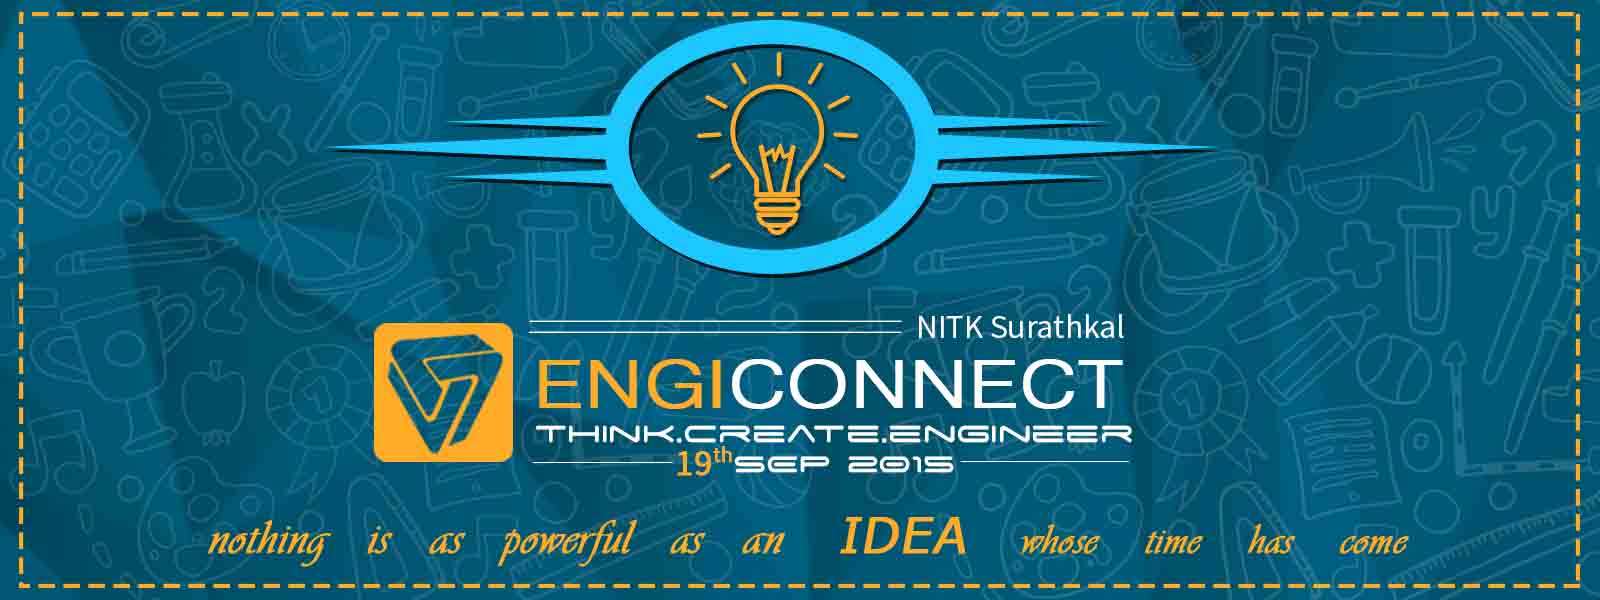 NITK Surathkal
ENGICONNECT
THINK.CREATE.ENGINEER
19th SEP 2015
nothing is as powerful as an IDEA whose time has come